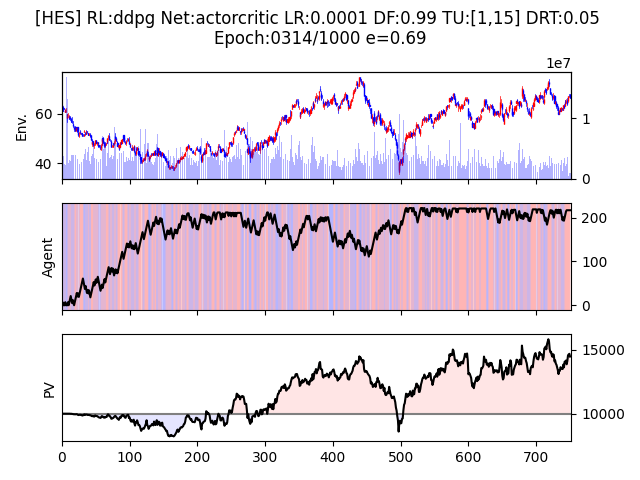 [HES] RL:ddpg Net:actorcritic LR:0.0001 DF:0.99 TU:[1,15] DRT:0.05
Epoch:0314/1000 e=0.69
1e7
Env.
60
40
1
0
Agent
200
100
0
PV
15000
10000
0 100 200 300 400 500 600 700